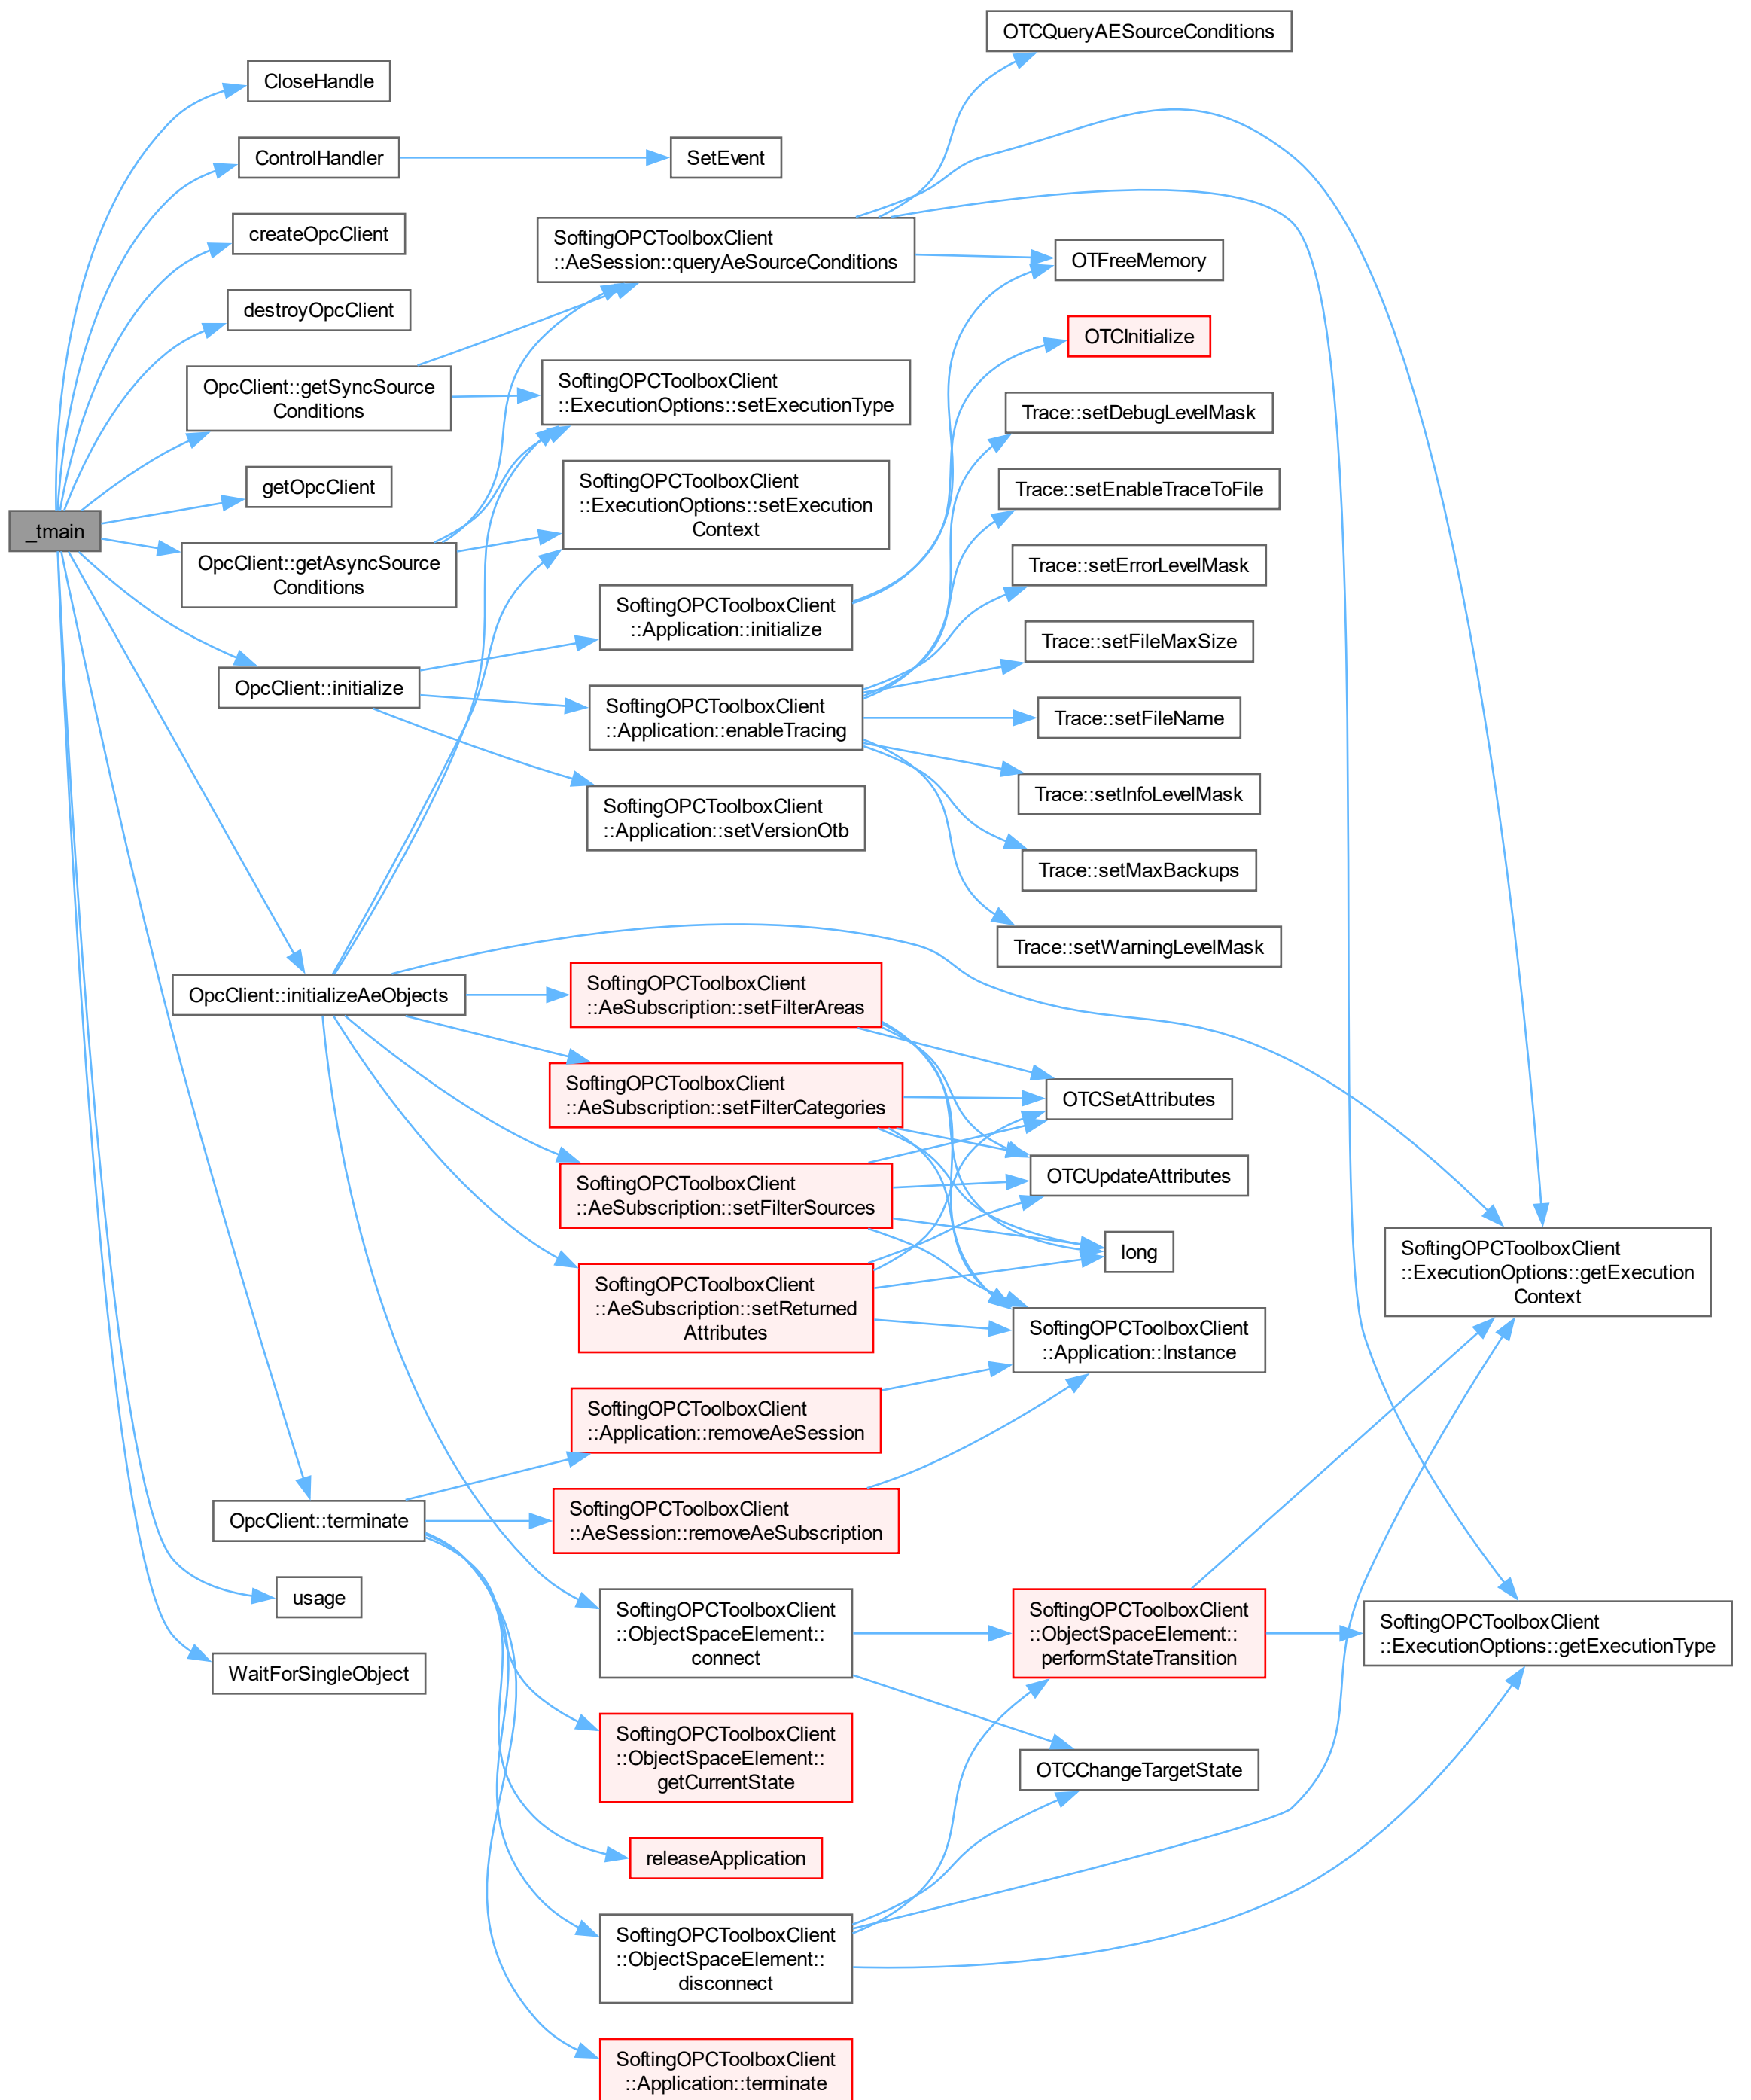 _tmain
CloseHandle
ControlHandler
createOpcClient
destroyOpcClient
OpcClient::getSyncSource
Conditions
getOpcClient
OpcClient::getAsyncSource
Conditions
OpcClient::initialize
OpcClient::initializeAeObjects
OpcClient::terminate
usage
WaitForSingleObject
SetEvent
SoftingOPCToolboxClient
::AeSession::queryAeSourceConditions
SoftingOPCToolboxClient
::ExecutionOptions::setExecutionType
SoftingOPCToolboxClient
::ExecutionOptions::setExecution
Context
SoftingOPCToolboxClient
::Application::initialize
SoftingOPCToolboxClient
::Application::enableTracing
SoftingOPCToolboxClient
::Application::setVersionOtb
SoftingOPCToolboxClient
::AeSubscription::setFilterAreas
SoftingOPCToolboxClient
::AeSubscription::setFilterCategories
SoftingOPCToolboxClient
::AeSubscription::setFilterSources
SoftingOPCToolboxClient
::AeSubscription::setReturned
Attributes
SoftingOPCToolboxClient
::Application::removeAeSession
SoftingOPCToolboxClient
::AeSession::removeAeSubscription
SoftingOPCToolboxClient
::ObjectSpaceElement::
connect
SoftingOPCToolboxClient
::ObjectSpaceElement::
getCurrentState
releaseApplication
SoftingOPCToolboxClient
::ObjectSpaceElement::
disconnect
SoftingOPCToolboxClient
::Application::terminate
OTCQueryAESourceConditions
OTFreeMemory
OTCInitialize
Trace::setDebugLevelMask
Trace::setEnableTraceToFile
Trace::setErrorLevelMask
Trace::setFileMaxSize
Trace::setFileName
Trace::setInfoLevelMask
Trace::setMaxBackups
Trace::setWarningLevelMask
OTCSetAttributes
OTCUpdateAttributes
long
SoftingOPCToolboxClient
::Application::Instance
SoftingOPCToolboxClient
::ObjectSpaceElement::
performStateTransition
OTCChangeTargetState
SoftingOPCToolboxClient
::ExecutionOptions::getExecution
Context
SoftingOPCToolboxClient
::ExecutionOptions::getExecutionType